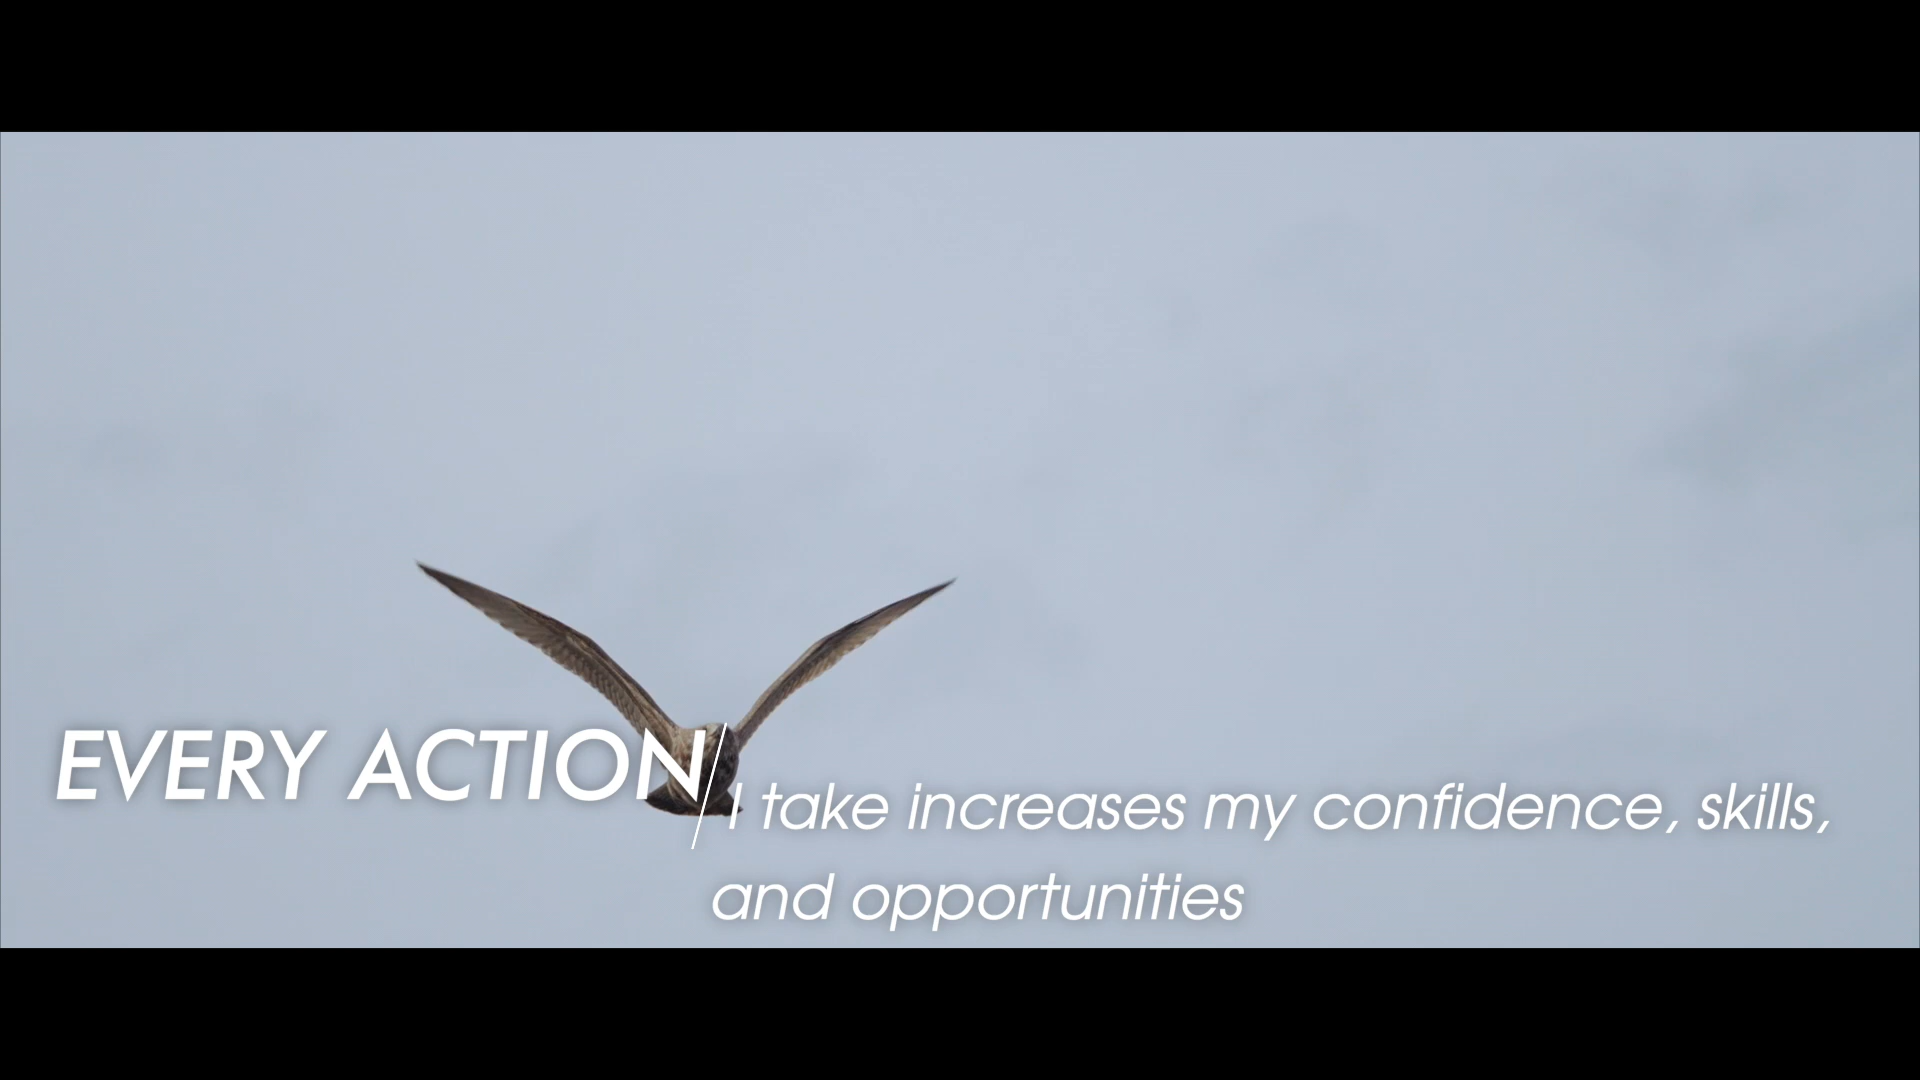 EVERY ACTION
I take increases my confidence, skills,
and opportunities